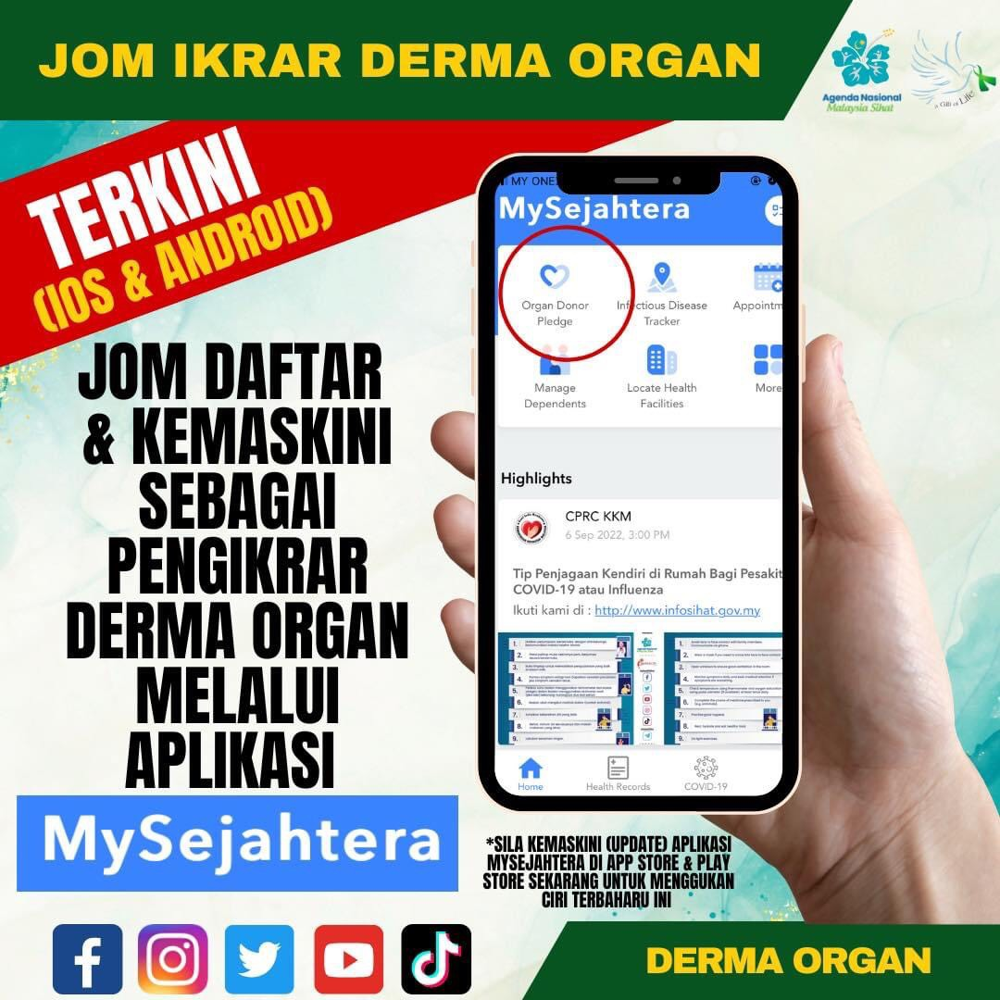 JOM IKRAR DERMA ORGAN
Agenda Nasional
Malaysia Sihat
A Gift of Life
TERKINI
(IOS & ANDROID)
JOM DAFTAR
& KEMASKINI
SEBAGAI
PENGIKRAR
DERMA ORGAN
MELALUI
APLIKASI
MySejahtera
MY ONE
MySejahtera
Organ Donor
Pledge
Infectious Disease
Tracker
Appointm
Manage
Dependents
Locate Health
Facilities
More
Highlights
CPRC KKM
6 Sep 2022, 3:00 PM
Tip Penjagaan Kendiri di Rumah Bagi Pesakit
COVID-19 atau Influenza
Ikuti kami di : http://www.infosihat.gov.my
Home
Health Records
COVID-19
*SILA KEMASKINI (UPDATE) APLIKASI
MYSEJAHTERA DI APP STORE & PLAY
STORE SEKARANG UNTUK MENGGUKAN
CIRI TERBAHARU INI
DERMA ORGAN